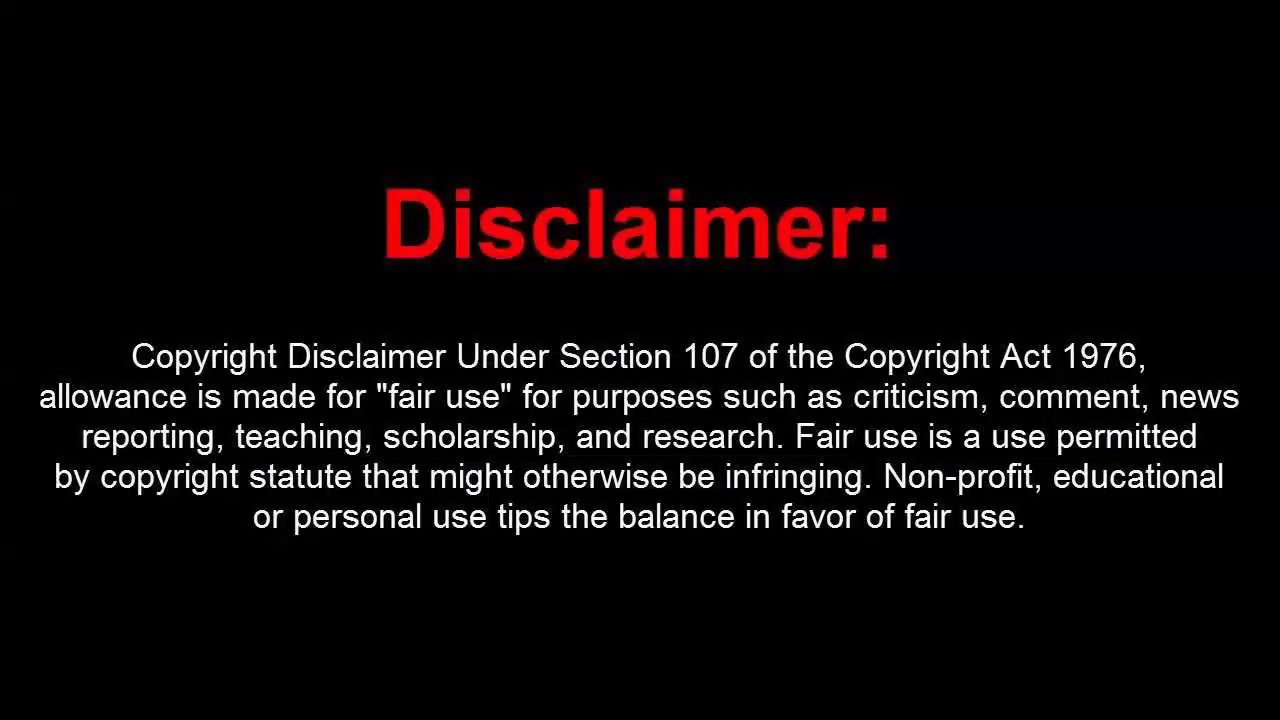 Disclaimer:
Copyright Disclaimer Under Section 107 of the Copyright Act 1976,
allowance is made for "fair use" for purposes such as criticism, comment, news
reporting, teaching, scholarship, and research. Fair use is a use permitted
by copyright statute that might otherwise be infringing. Non-profit, educational
or personal use tips the balance in favor of fair use.